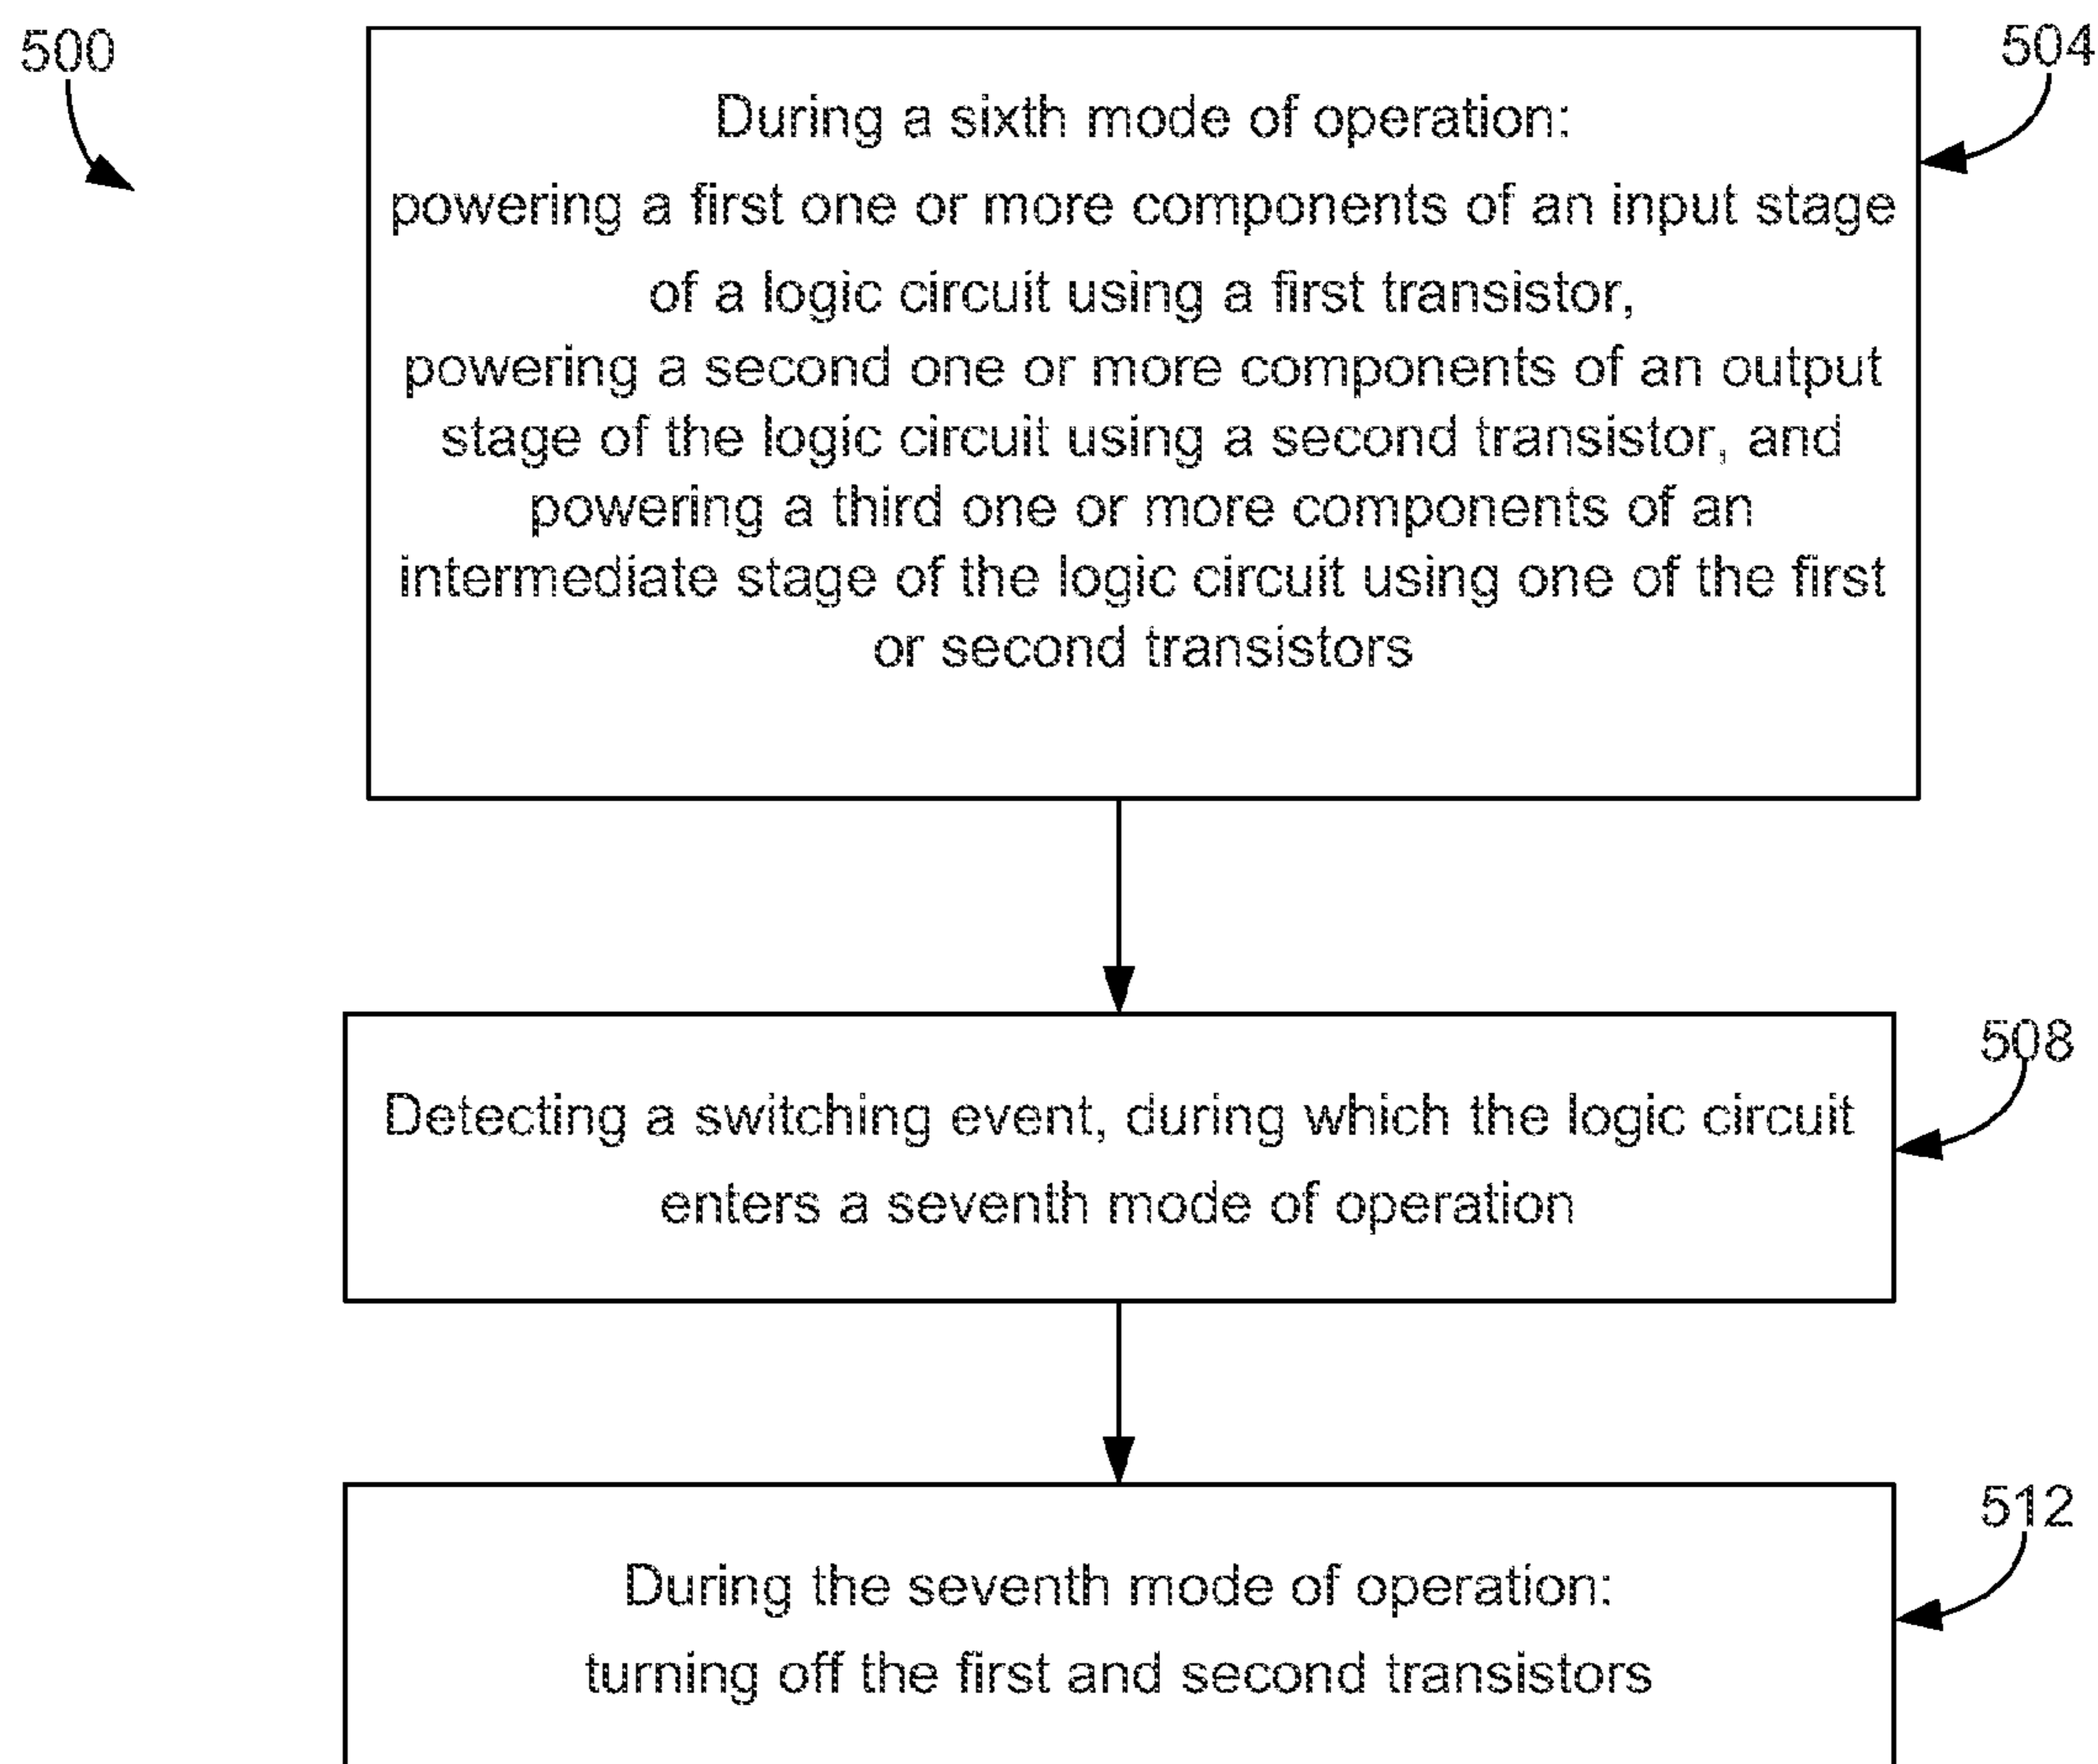 500
504
During a sixth mode of operation:
powering a first one or more components of an input stage
of a logic circuit using a first transistor,
powering a second one or more components of an output
stage of the logic circuit using a second transistor, and
powering a third one or more components of an
intermediate stage of the logic circuit using one of the first
or second transistors
508
Detecting a switching event, during which the logic circuit
enters a seventh mode of operation
512
During the seventh mode of operation:
turning off the first and second transistors